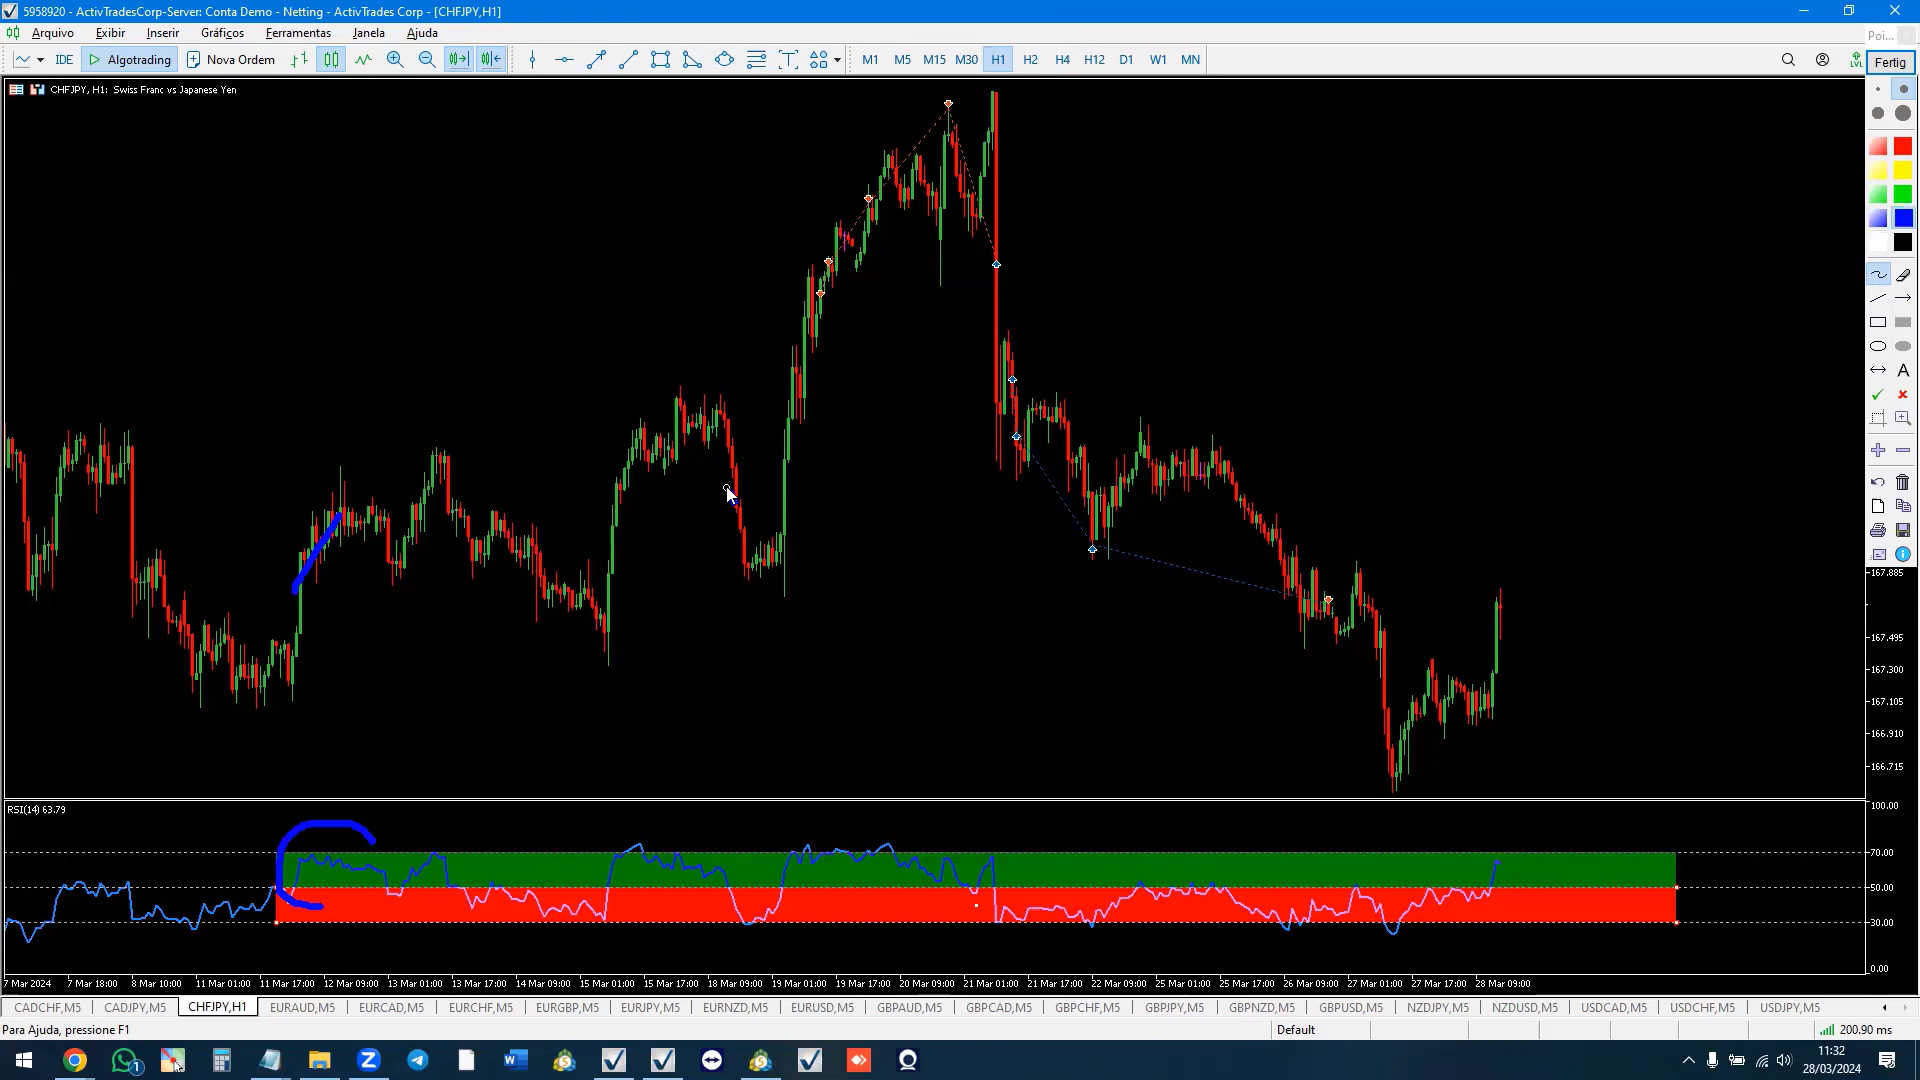 5958920 - ActivTradesCorp-Server: Conta Demo - Netting - ActivTrades Corp - [CHFJPY,H1]
Arquivo Exibir Inserir Gráficos Ferramentas Janela Ajuda
Poi...
IDE Algotrading Nova Ordem M1 M5 M15 M30 H1 H2 H4 H12 D1 W1 MN
LVL
Fertig
CHFJPY, H1: Swiss Franc vs Japanese Yen
T
A
167.885
167.495
167.300
167.105
166.910
166.715
RSI(14) 63.79
100.00
70.00
50.00
30.00
0.00
7 Mar 2024 7 Mar 18:00 8 Mar 10:00 11 Mar 01:00 11 Mar 17:00 12 Mar 09:00 13 Mar 01:00 13 Mar 17:00 14 Mar 09:00 15 Mar 01:00 15 Mar 17:00 18 Mar 09:00 19 Mar 01:00 19 Mar 17:00 20 Mar 09:00 21 Mar 01:00 21 Mar 17:00 22 Mar 09:00 25 Mar 01:00 25 Mar 17:00 26 Mar 09:00 27 Mar 01:00 27 Mar 17:00 28 Mar 09:00
CADCHF,M5 CADJPY,M5 CHFJPY,H1 EURAUD,M5 EURCAD,M5 EURCHF,M5 EURGBP,M5 EURJPY,M5 EURNZD,M5 EURUSD,M5 GBPAUD,M5 GBPCAD,M5 GBPCHF,M5 GBPJPY,M5 GBPNZD,M5 GBPUSD,M5 NZDJPY,M5 NZDUSD,M5 USDCAD,M5 USDCHF,M5 USDJPY,M5
Para Ajuda, pressione F1
Default
200.90 ms
1
11:32
28/03/2024